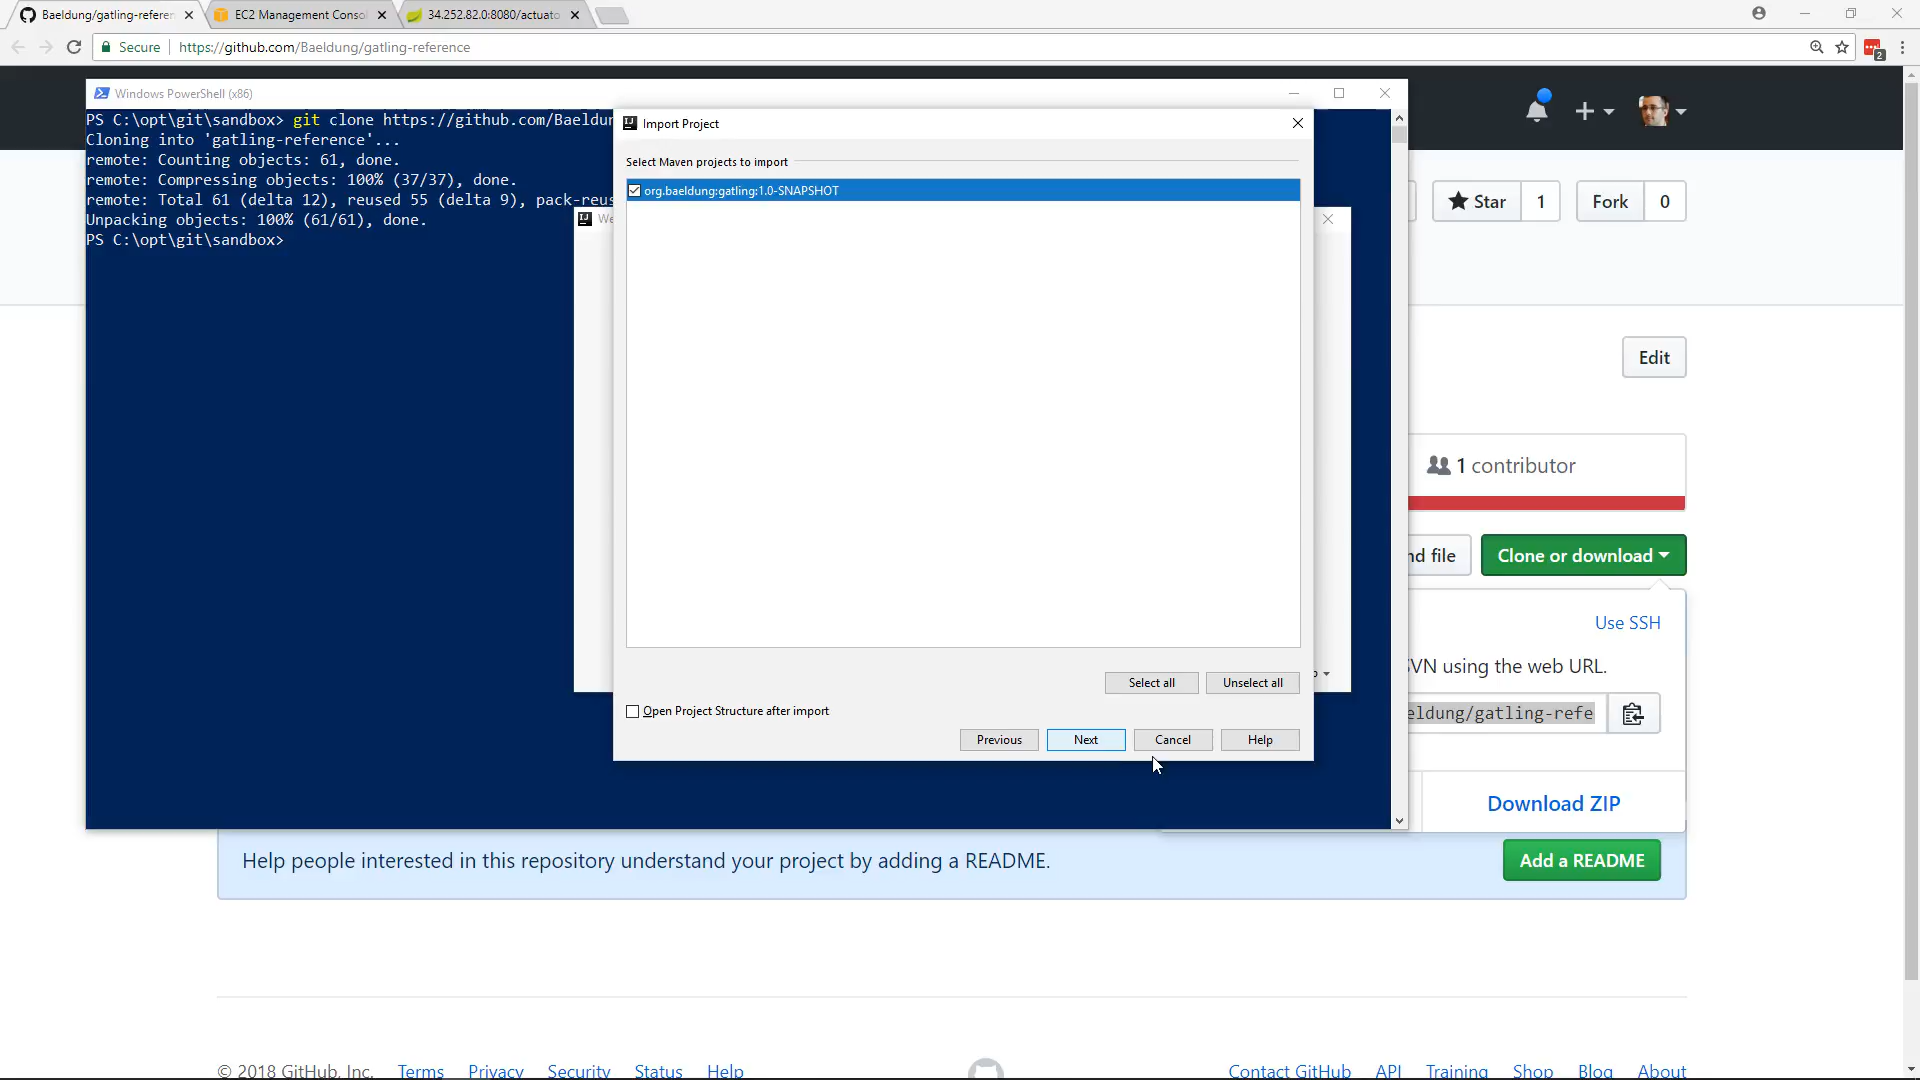 Baeldung/gatling-referen
EC2 Management Consol
34.252.82.0:8080/actuato
Secure
https://github.com/Baeldung/gatling-reference
2
Windows PowerShell (x86)
PS C:\opt\git\sandbox> git clone https://github.com/Baeldun
Cloning into 'gatling-reference'...
remote: Counting objects: 61, done.
remote: Compressing objects: 100% (37/37), done.
remote: Total 61 (delta 12), reused 55 (delta 9), pack-reus
Unpacking objects: 100% (61/61), done.
PS C:\opt\git\sandbox>
We
Import Project
Select Maven projects to import
org.baeldung:gatling:1.0-SNAPSHOT
Select all
Unselect all
Open Project Structure after import
Previous
Next
Cancel
Help
Star
1
Fork
0
Edit
1 contributor
nd file
Clone or download
Use SSH
SVN using the web URL.
eldung/gatling-refe
Download ZIP
Help people interested in this repository understand your project by adding a README.
Add a README
© 2018 GitHub, Inc.
Terms
Privacy
Security
Status
Help
Contact GitHub
API
Training
Shop
Blog
About